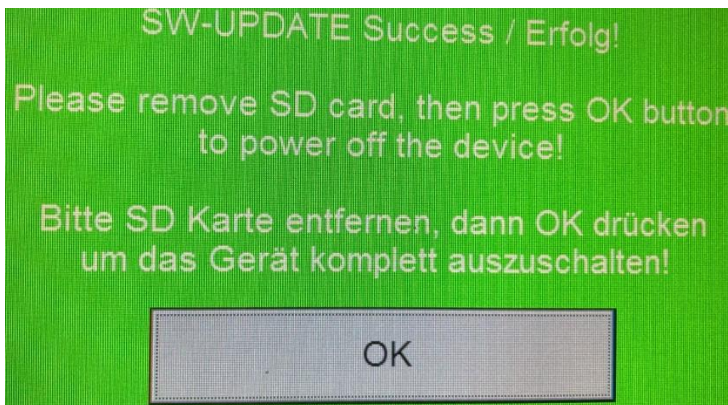 SW-UPDATE Success / Erfolg!
Please remove SD card, then press OK button
to power off the device!
Bitte SD Karte entfernen, dann OK drücken
um das Gerät komplett auszuschalten!
OK